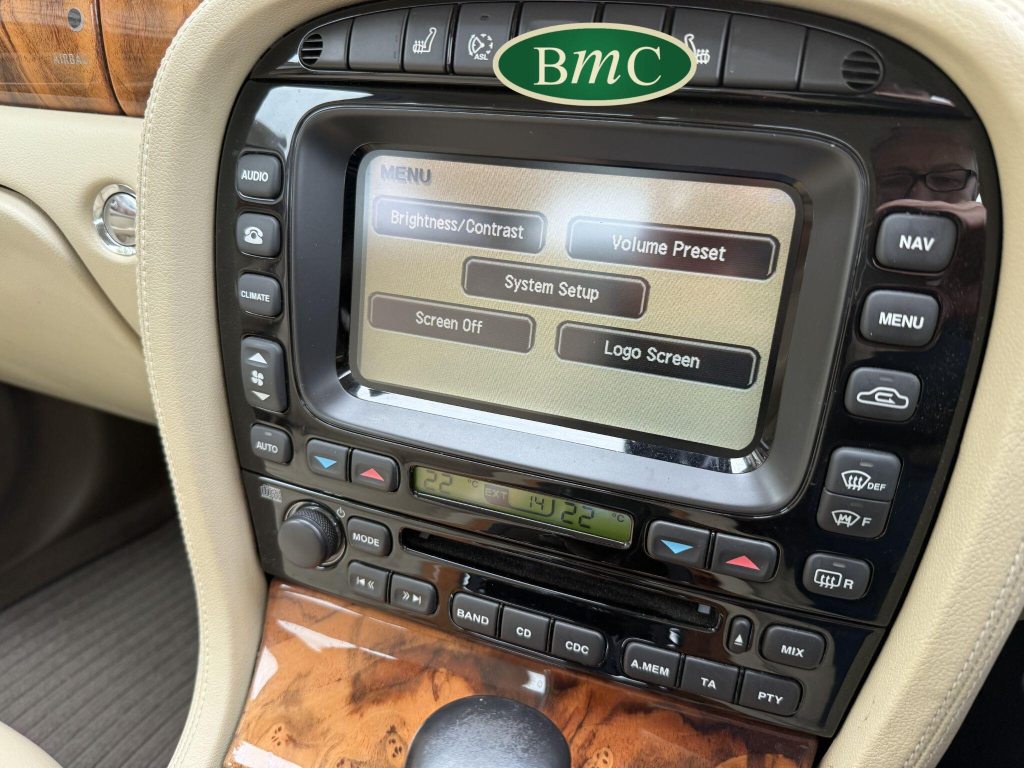 AIRBAG
ASL
BmC
MENU
AUDIO
Brightness/Contrast
Volume Preset
NAV
CLIMATE
System Setup
MENU
Screen Off
Logo Screen
AUTO
DEF
22 °C EXT 14 22 °C
F
MODE
R
BAND
CD
CDC
A.MEM
TA
PTY
MIX